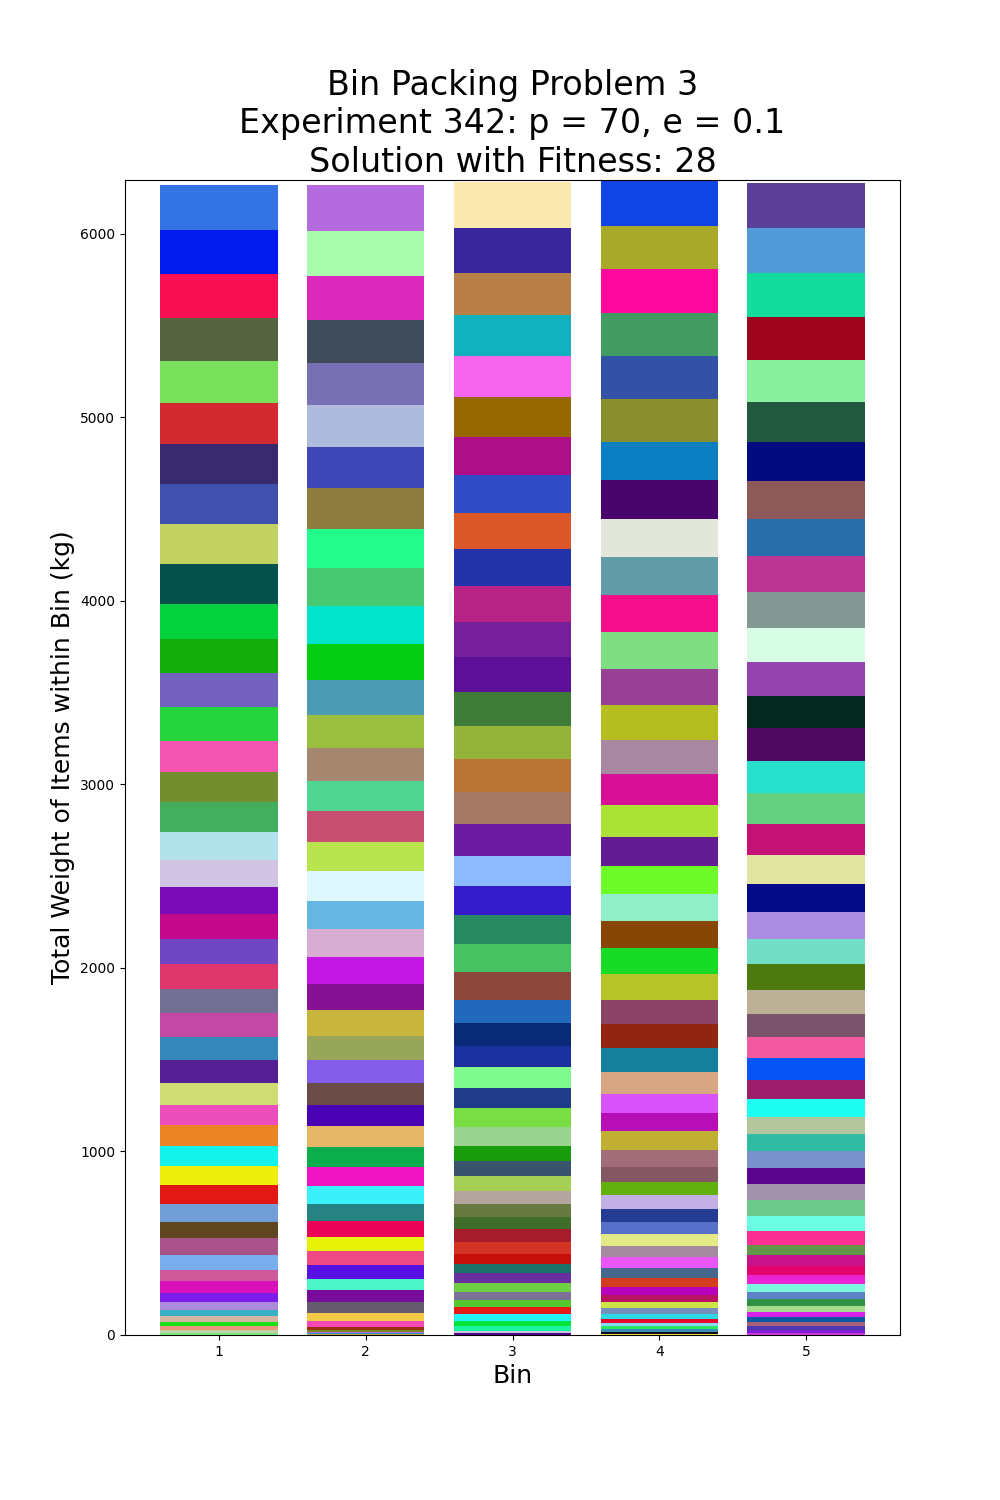 Bin Packing Problem 3
Experiment 342: p = 70, e = 0.1
Solution with Fitness: 28
Total Weight of Items within Bin (kg)
6000
5000
4000
3000
2000
1000
0
1 2 3 4 5
Bin